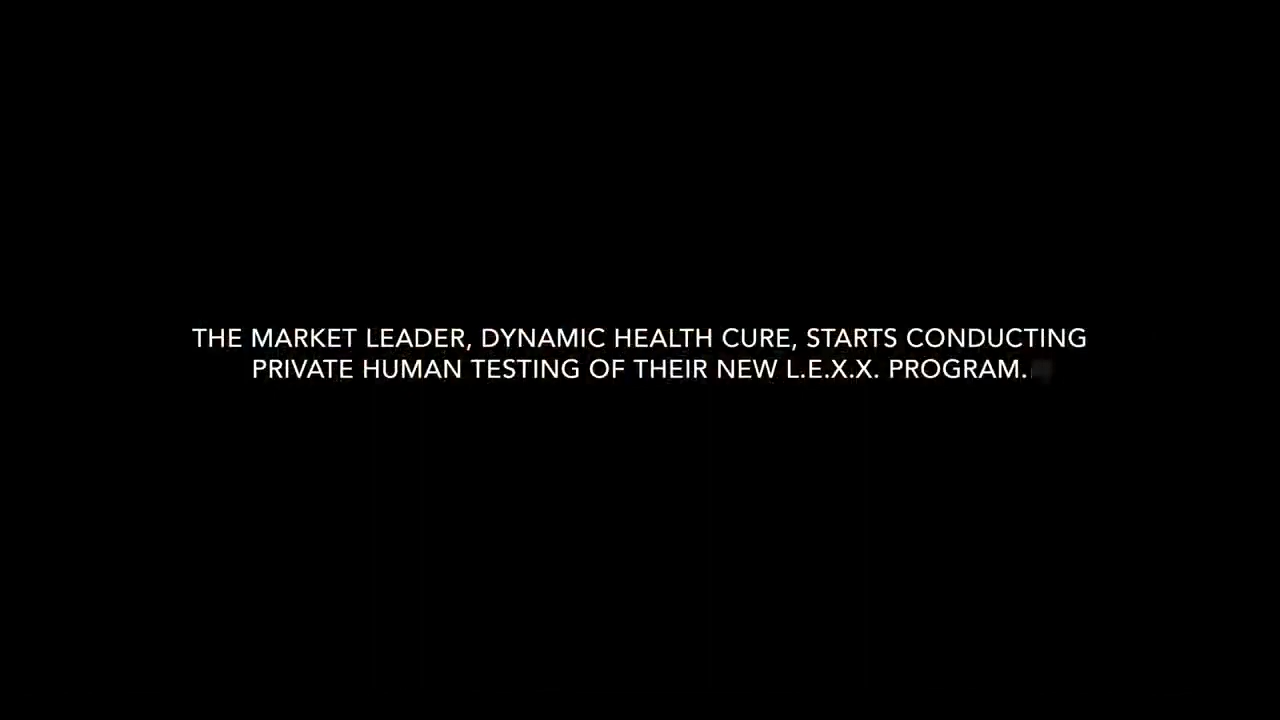 THE MARKET LEADER, DYNAMIC HEALTH CURE, STARTS CONDUCTING
PRIVATE HUMAN TESTING OF THEIR NEW L.E.X.X. PROGRAM.